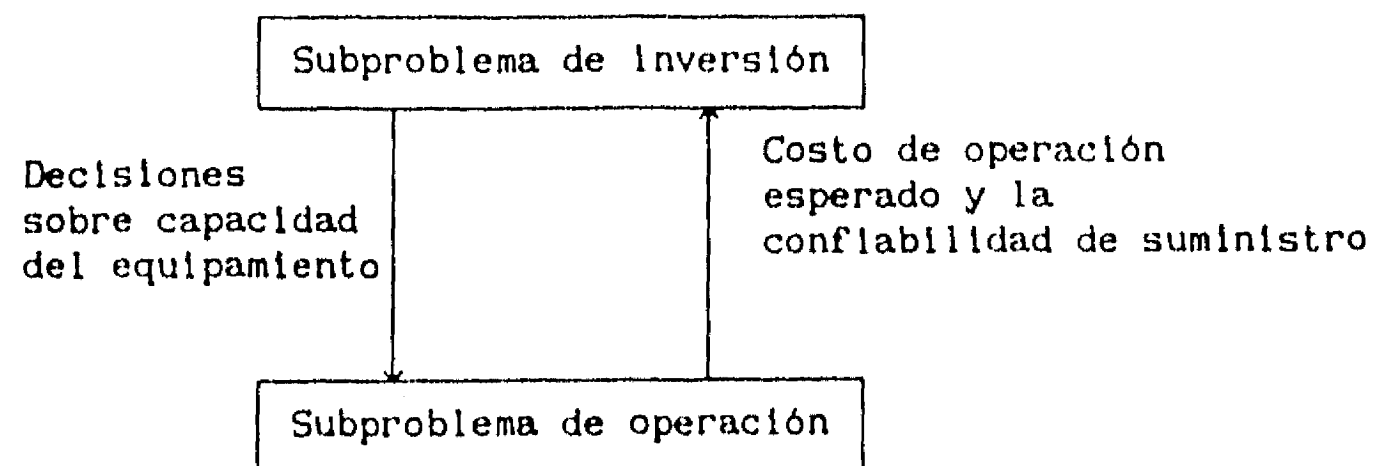 Subproblema de inversión
Decisiones
sobre capacidad
del equipamiento
Costo de operación
esperado y la
confiabilidad de suministro
Subproblema de operación